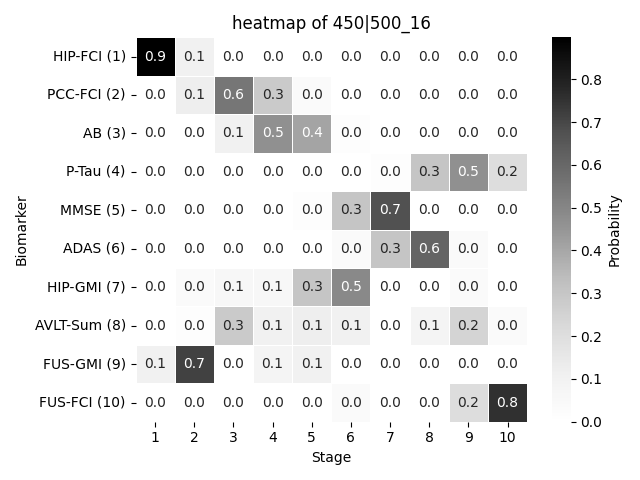 heatmap of 450|500_16
HIP-FCI (1) 0.9 0.1 0.0 0.0 0.0 0.0 0.0 0.0 0.0 0.0
PCC-FCI (2) 0.0 0.1 0.6 0.3 0.0 0.0 0.0 0.0 0.0 0.0
AB (3) 0.0 0.0 0.1 0.5 0.4 0.0 0.0 0.0 0.0 0.0
P-Tau (4) 0.0 0.0 0.0 0.0 0.0 0.0 0.0 0.3 0.5 0.2
MMSE (5) 0.0 0.0 0.0 0.0 0.0 0.3 0.7 0.0 0.0 0.0
ADAS (6) 0.0 0.0 0.0 0.0 0.0 0.0 0.3 0.6 0.0 0.0
HIP-GMI (7) 0.0 0.0 0.1 0.1 0.3 0.5 0.0 0.0 0.0 0.0
AVLT-Sum (8) 0.0 0.0 0.3 0.1 0.1 0.1 0.0 0.1 0.2 0.0
FUS-GMI (9) 0.1 0.7 0.0 0.1 0.1 0.0 0.0 0.0 0.0 0.0
FUS-FCI (10) 0.0 0.0 0.0 0.0 0.0 0.0 0.0 0.0 0.2 0.8
1 2 3 4 5 6 7 8 9 10
Stage
Biomarker
0.8
0.7
0.6
0.5
0.4
0.3
0.2
0.1
0.0
Probability